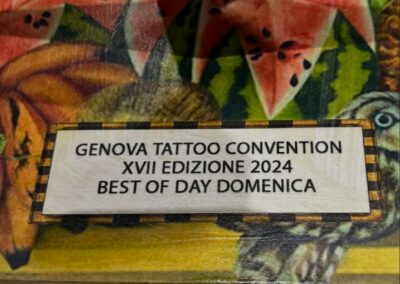 GENOVA TATTOO CONVENTION
XVII EDIZIONE 2024
BEST OF DAY DOMENICA